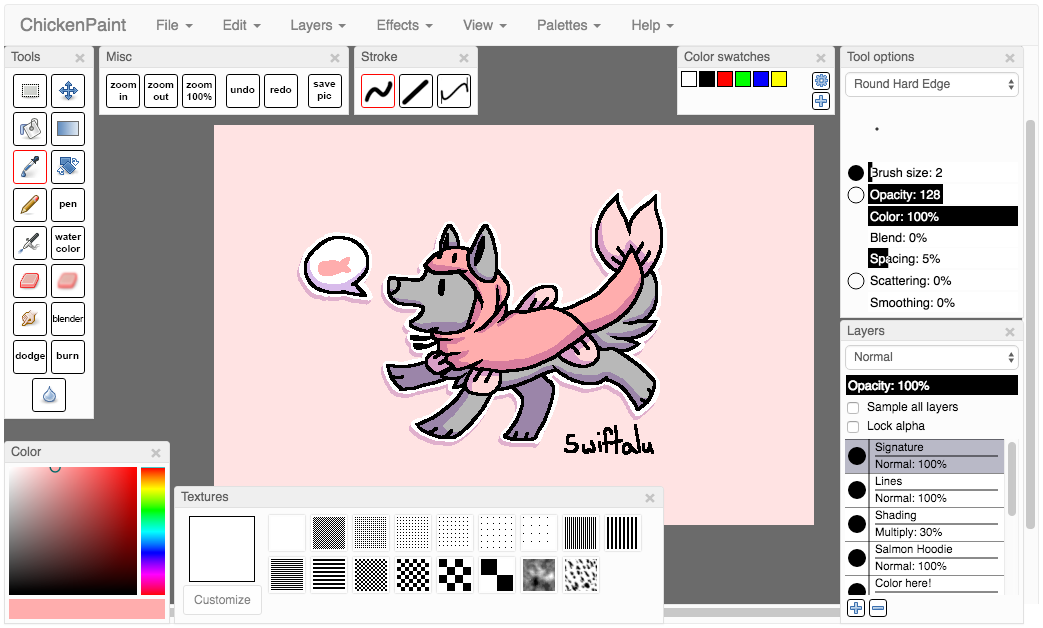 ChickenPaint File Edit Layers Effects View Palettes Help
Tools
Misc
Stroke
Color swatches
Tool options
zoom in
zoom out
zoom 100%
undo
redo
save pic
Round Hard Edge
Brush size: 2
Opacity: 128
Color: 100%
Blend: 0%
Spacing: 5%
Scattering: 0%
Smoothing: 0%
pen
water color
blender
dodge
burn
Swiftalu
Layers
Normal
Opacity: 100%
Sample all layers
Lock alpha
Signature
Normal: 100%
Lines
Normal: 100%
Shading
Multiply: 30%
Salmon Hoodie
Normal: 100%
Color here!
Color
Textures
Customize